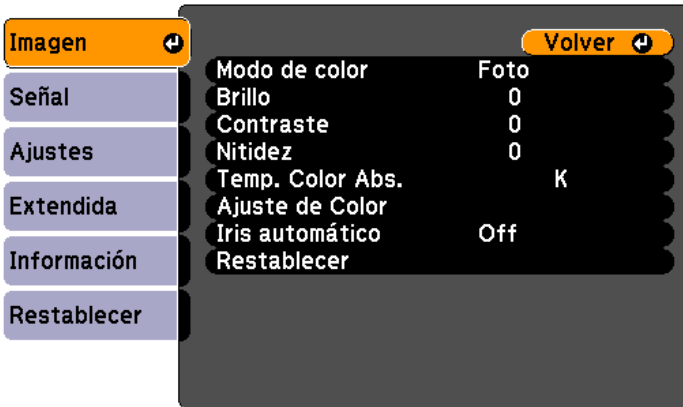 Imagen
Señal
Ajustes
Extendida
Información
Restablecer
Volver
Modo de color Foto
Brillo 0
Contraste 0
Nitidez 0
Temp. Color Abs. K
Ajuste de Color
Iris automático Off
Restablecer